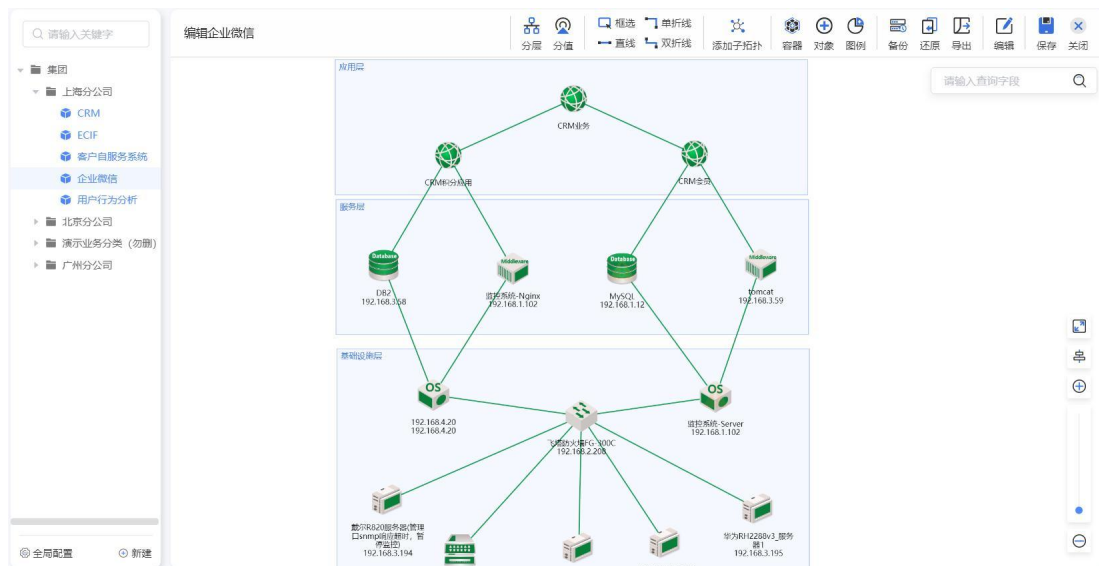 请输入关键字
集团
上海分公司
CRM
ECIF
客户自服务系统
企业微信
用户行为分析
北京分公司
演示业务分类 (勿删)
广州分公司
全局配置
新建
编辑企业微信
分层
分值
框选
单折线
直线
双折线
添加子拓扑
容器
对象
图例
备份
还原
导出
编辑
保存
关闭
请输入查询字段
应用层
CRM业务
CRM积分应用
CRM会员
服务层
Database
DB2
192.168.3.58
Middleware
监控系统-Nginx
192.168.1.102
Database
MySQL
192.168.1.12
Middleware
tomcat
192.168.3.59
基础设施层
OS
192.168.4.20
192.168.4.20
飞塔防火墙FG-300C
192.168.2.208
OS
监控系统-Server
192.168.1.102
戴尔R820服务器(管理
口snmp响应超时，暂
停监控)
192.168.3.194
华为RH2288v3_服务
器1
192.168.3.195